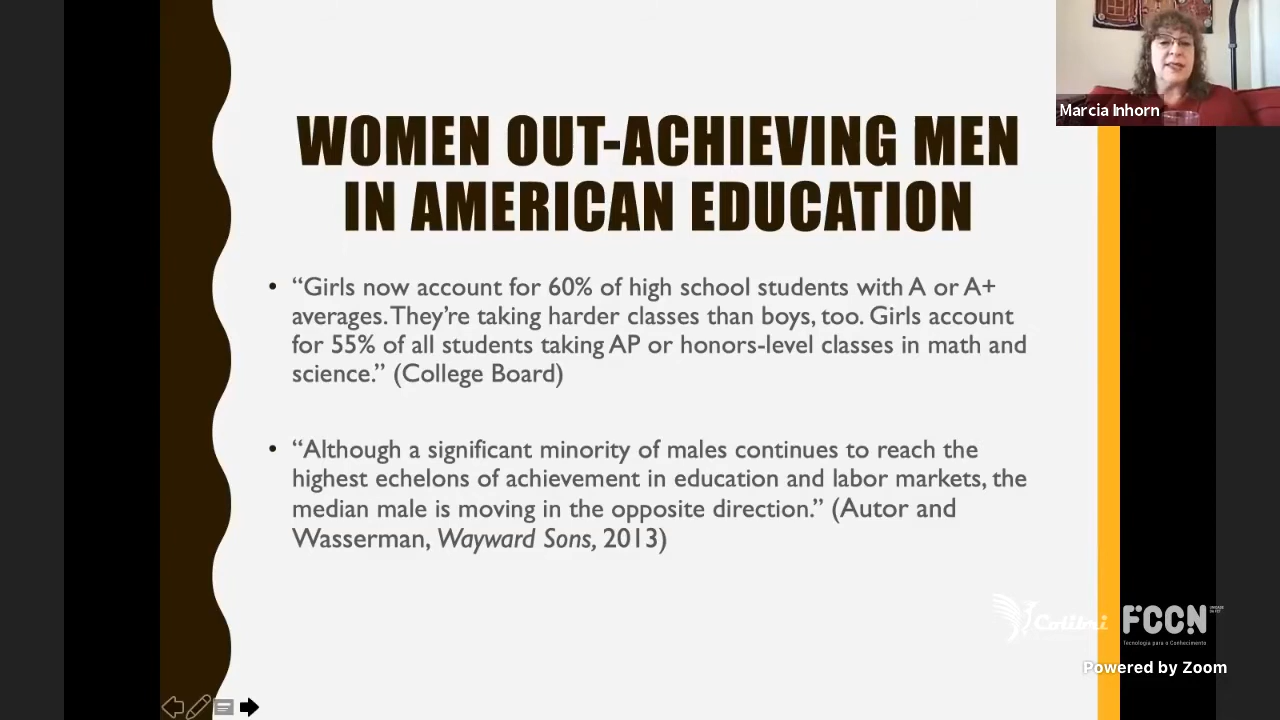 Marcia Inhorn
WOMEN OUT-ACHIEVING MEN
IN AMERICAN EDUCATION
• “Girls now account for 60% of high school students with A or A+
averages. They’re taking harder classes than boys, too. Girls account
for 55% of all students taking AP or honors-level classes in math and
science.” (College Board)
• “Although a significant minority of males continues to reach the
highest echelons of achievement in education and labor markets, the
median male is moving in the opposite direction.” (Autor and
Wasserman, Wayward Sons, 2013)
Colibri FCCN
Tecnologia para o Conhecimento
Powered by Zoom